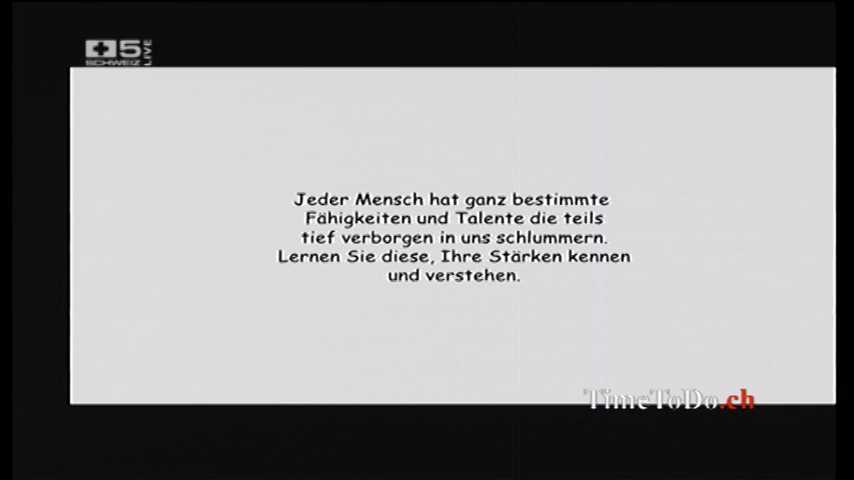 5
SCHWEIZ
LIVE
Jeder Mensch hat ganz bestimmte
Fähigkeiten und Talente die teils
tief verborgen in uns schlummern.
Lernen Sie diese, Ihre Stärken kennen
und verstehen.
TimeToDo.ch